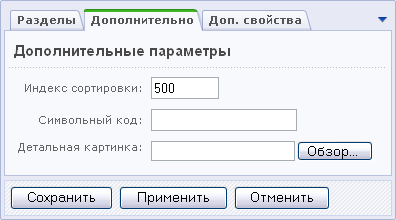 Разделы Дополнительно Доп. свойства
Дополнительные параметры
Индекс сортировки: 500
Символьный код:
Детальная картинка: Обзор...
Сохранить Применить Отменить